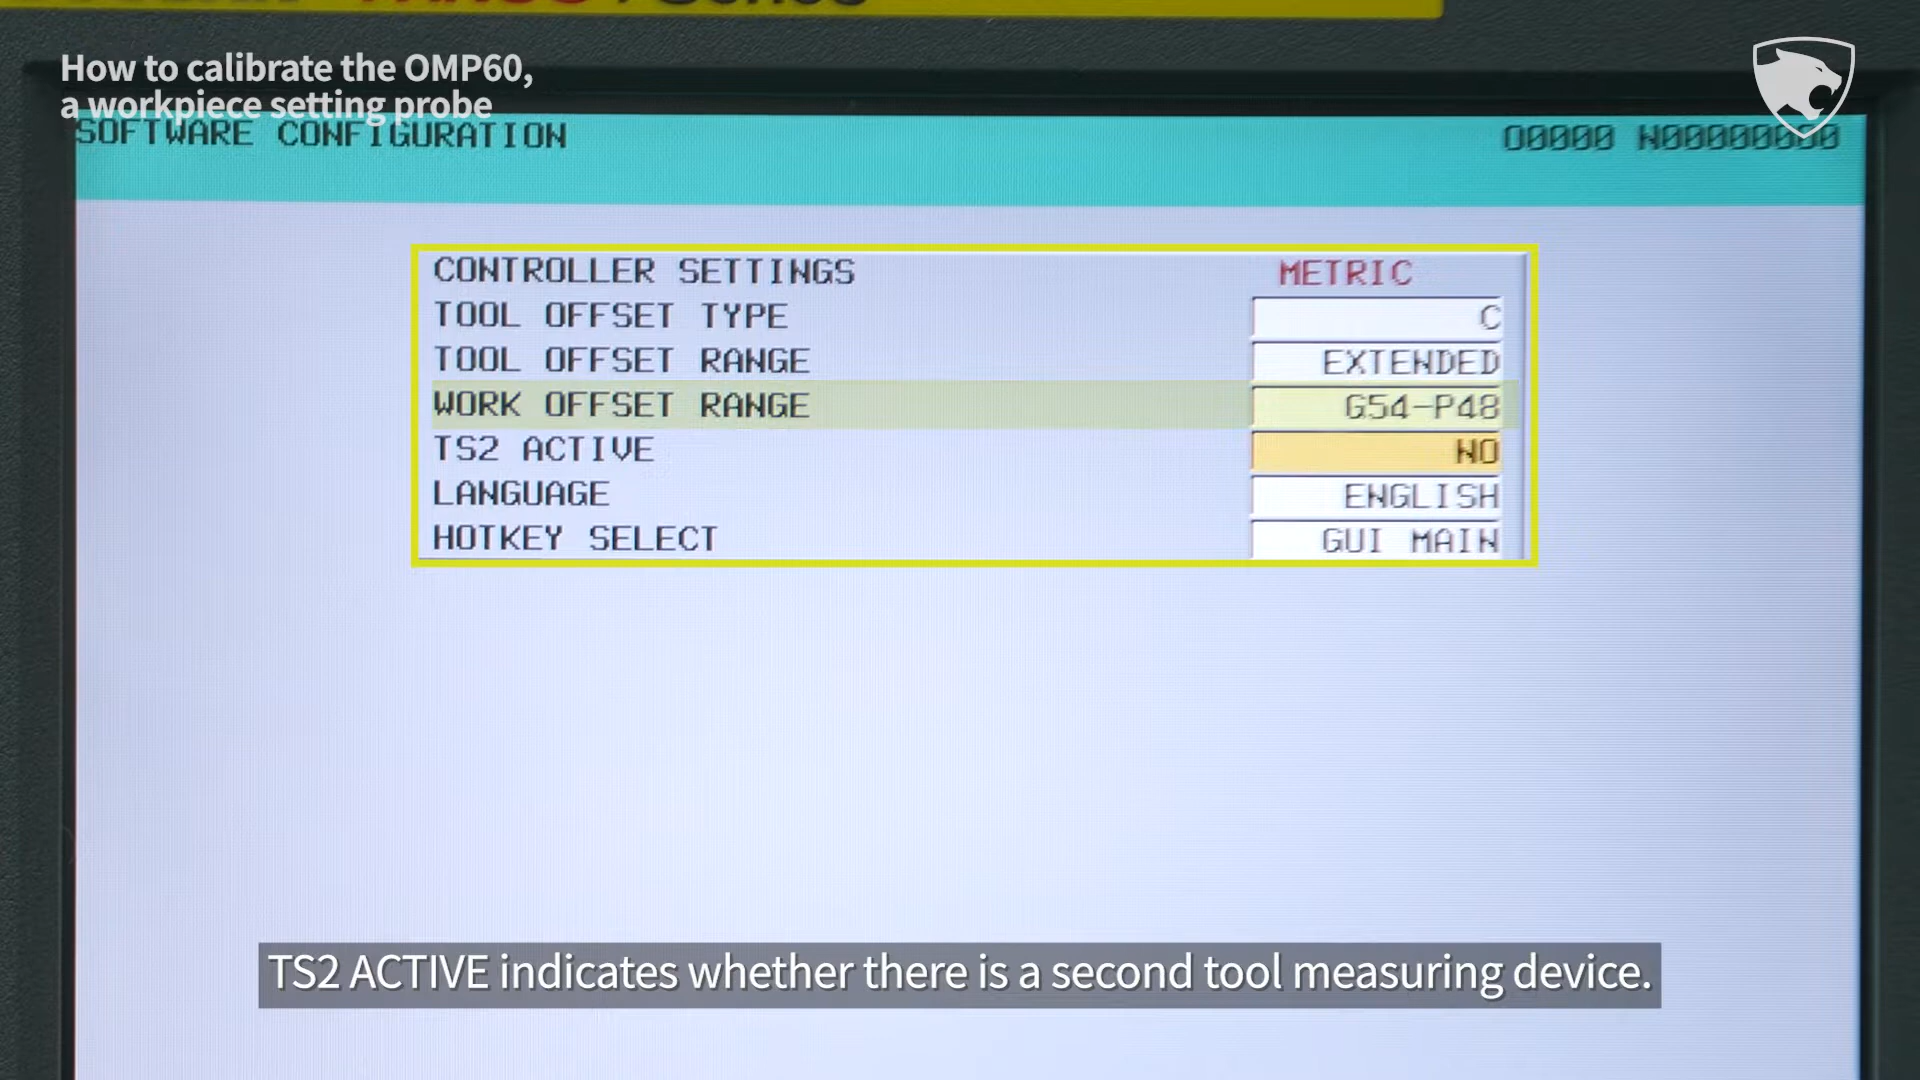 How to calibrate the OMP60,
a workpiece setting probe
SOFTWARE CONFIGURATION
O0000 N00000000
CONTROLLER SETTINGS METRIC
TOOL OFFSET TYPE C
TOOL OFFSET RANGE EXTENDED
WORK OFFSET RANGE G54-P48
TS2 ACTIVE NO
LANGUAGE ENGLISH
HOTKEY SELECT GUI MAIN
TS2 ACTIVE indicates whether there is a second tool measuring device.